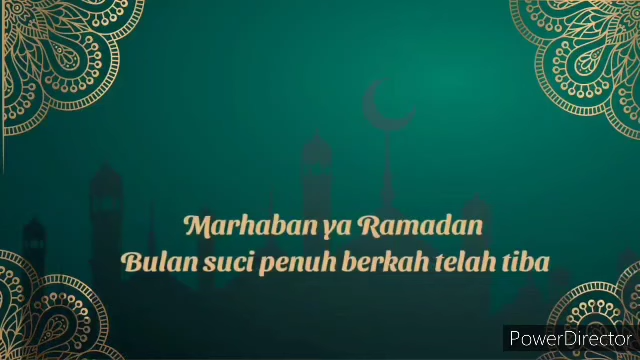 Marhaban ya Ramadan
Bulan suci penuh berkah telah tiba
PowerDirector